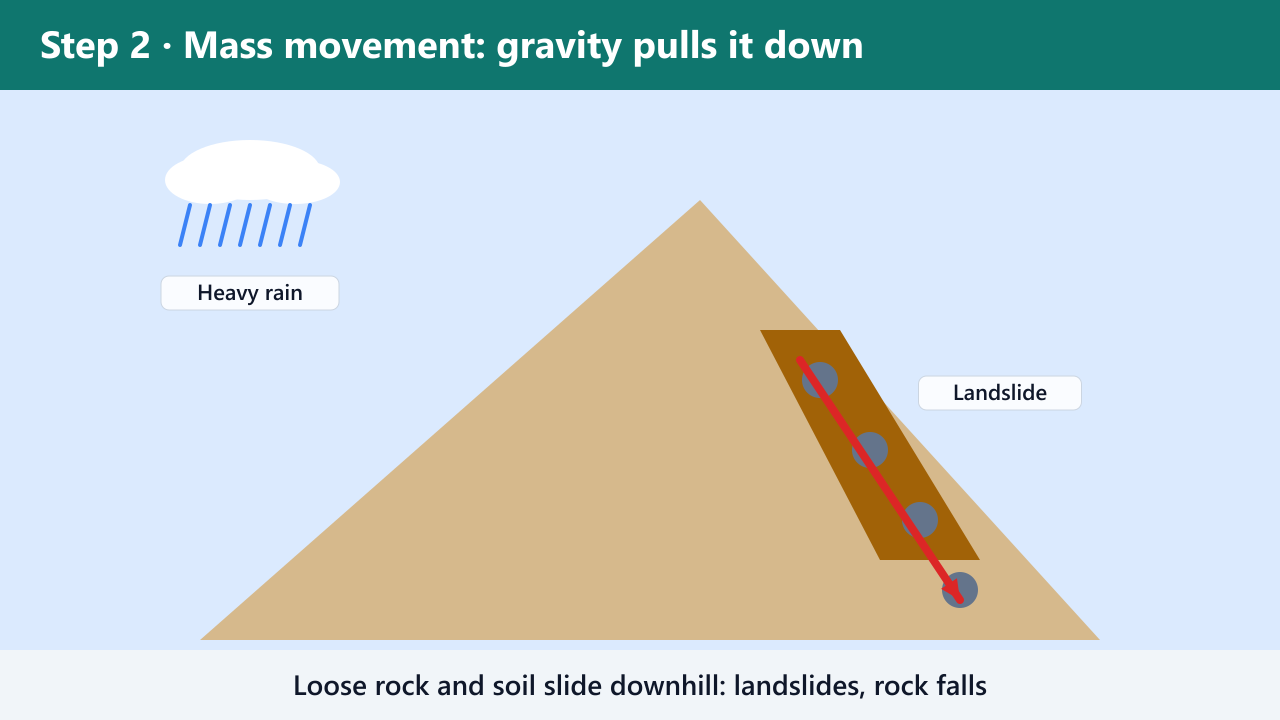 Step 2 · Mass movement: gravity pulls it down
Heavy rain
Landslide
Loose rock and soil slide downhill: landslides, rock falls